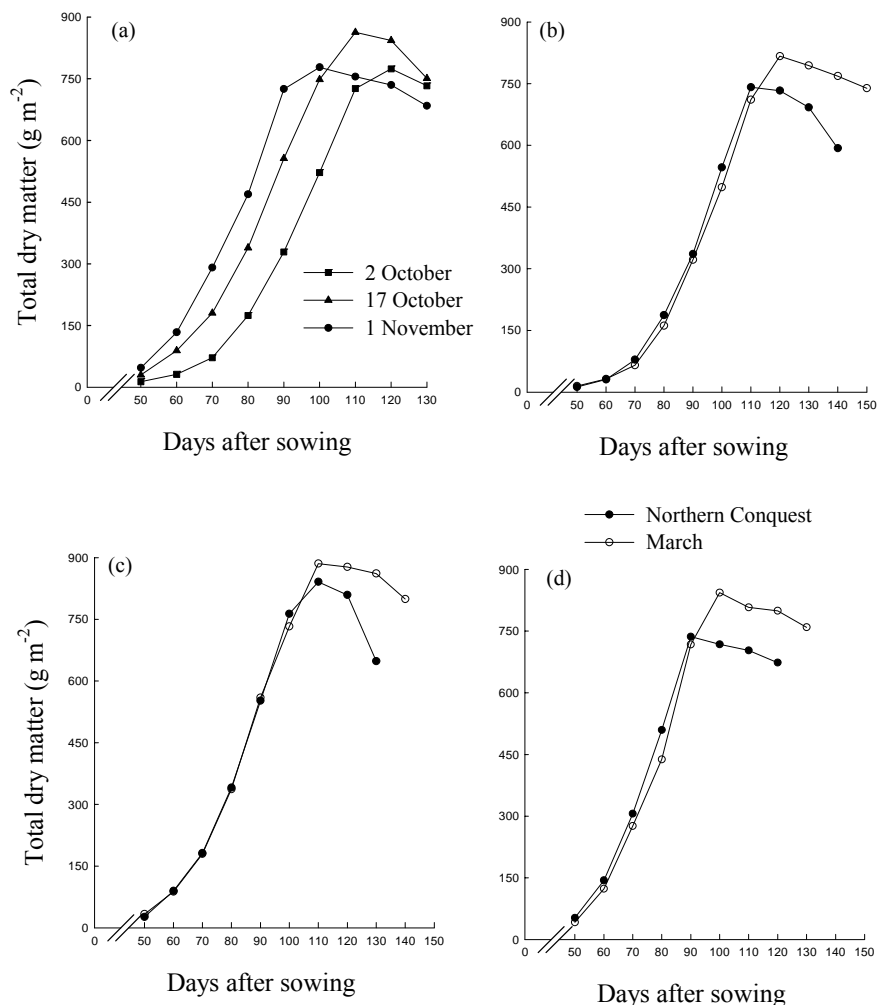 (a)
Total dry matter (g m-2)
900
750
600
450
300
150
0
2 October
17 October
1 November
0 50 60 70 80 90 100 110 120 130
Days after sowing
(b)
900
750
600
450
300
150
0
0 50 60 70 80 90 100 110 120 130 140 150
Days after sowing
Northern Conquest
March
(c)
Total dry matter (g m-2)
900
750
600
450
300
150
0
0 50 60 70 80 90 100 110 120 130 140 150
Days after sowing
(d)
900
750
600
450
300
150
0
0 50 60 70 80 90 100 110 120 130 140 150
Days after sowing